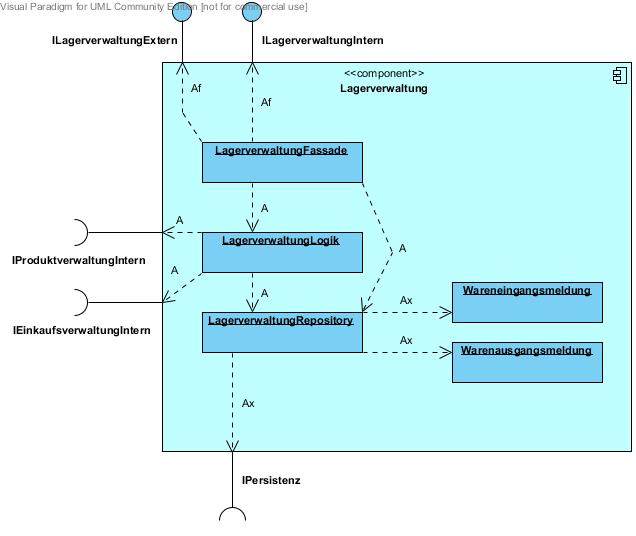 Visual Paradigm for UML Community Edition [not for commercial use]
ILagerverwaltungExtern
ILagerverwaltungIntern
<<component>>
Lagerverwaltung
Af
Af
LagerverwaltungFassade
A
A
LagerverwaltungLogik
A
IProduktverwaltungIntern
A
A
Wareneingangsmeldung
Ax
LagerverwaltungRepository
IEinkaufsverwaltungIntern
Ax
Warenausgangsmeldung
Ax
IPersistenz